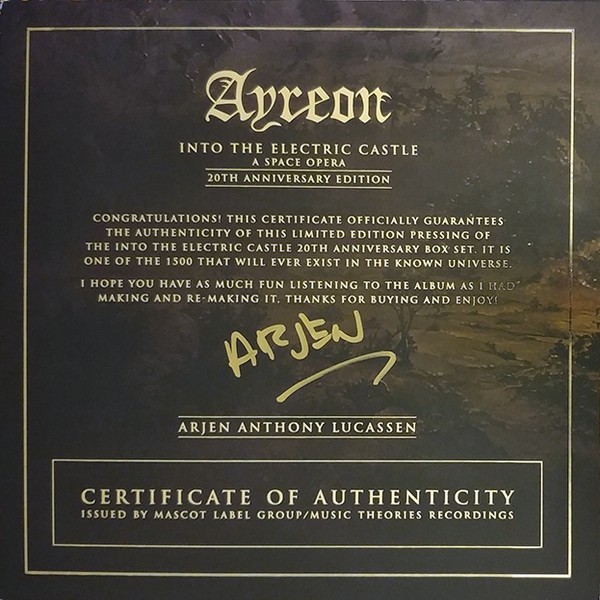 Ayreon
INTO THE ELECTRIC CASTLE
A SPACE OPERA
20TH ANNIVERSARY EDITION
CONGRATULATIONS! THIS CERTIFICATE OFFICIALLY GUARANTEES
THE AUTHENTICITY OF THIS LIMITED EDITION PRESSING OF
THE INTO THE ELECTRIC CASTLE 20TH ANNIVERSARY BOX SET. IT IS
ONE OF THE 1500 THAT WILL EVER EXIST IN THE KNOWN UNIVERSE.
I HOPE YOU HAVE AS MUCH FUN LISTENING TO THE ALBUM AS I HAD
MAKING AND RE-MAKING IT. THANKS FOR BUYING AND ENJOY!
ARJEN
ARJEN ANTHONY LUCASSEN
CERTIFICATE OF AUTHENTICITY
ISSUED BY MASCOT LABEL GROUP/MUSIC THEORIES RECORDINGS